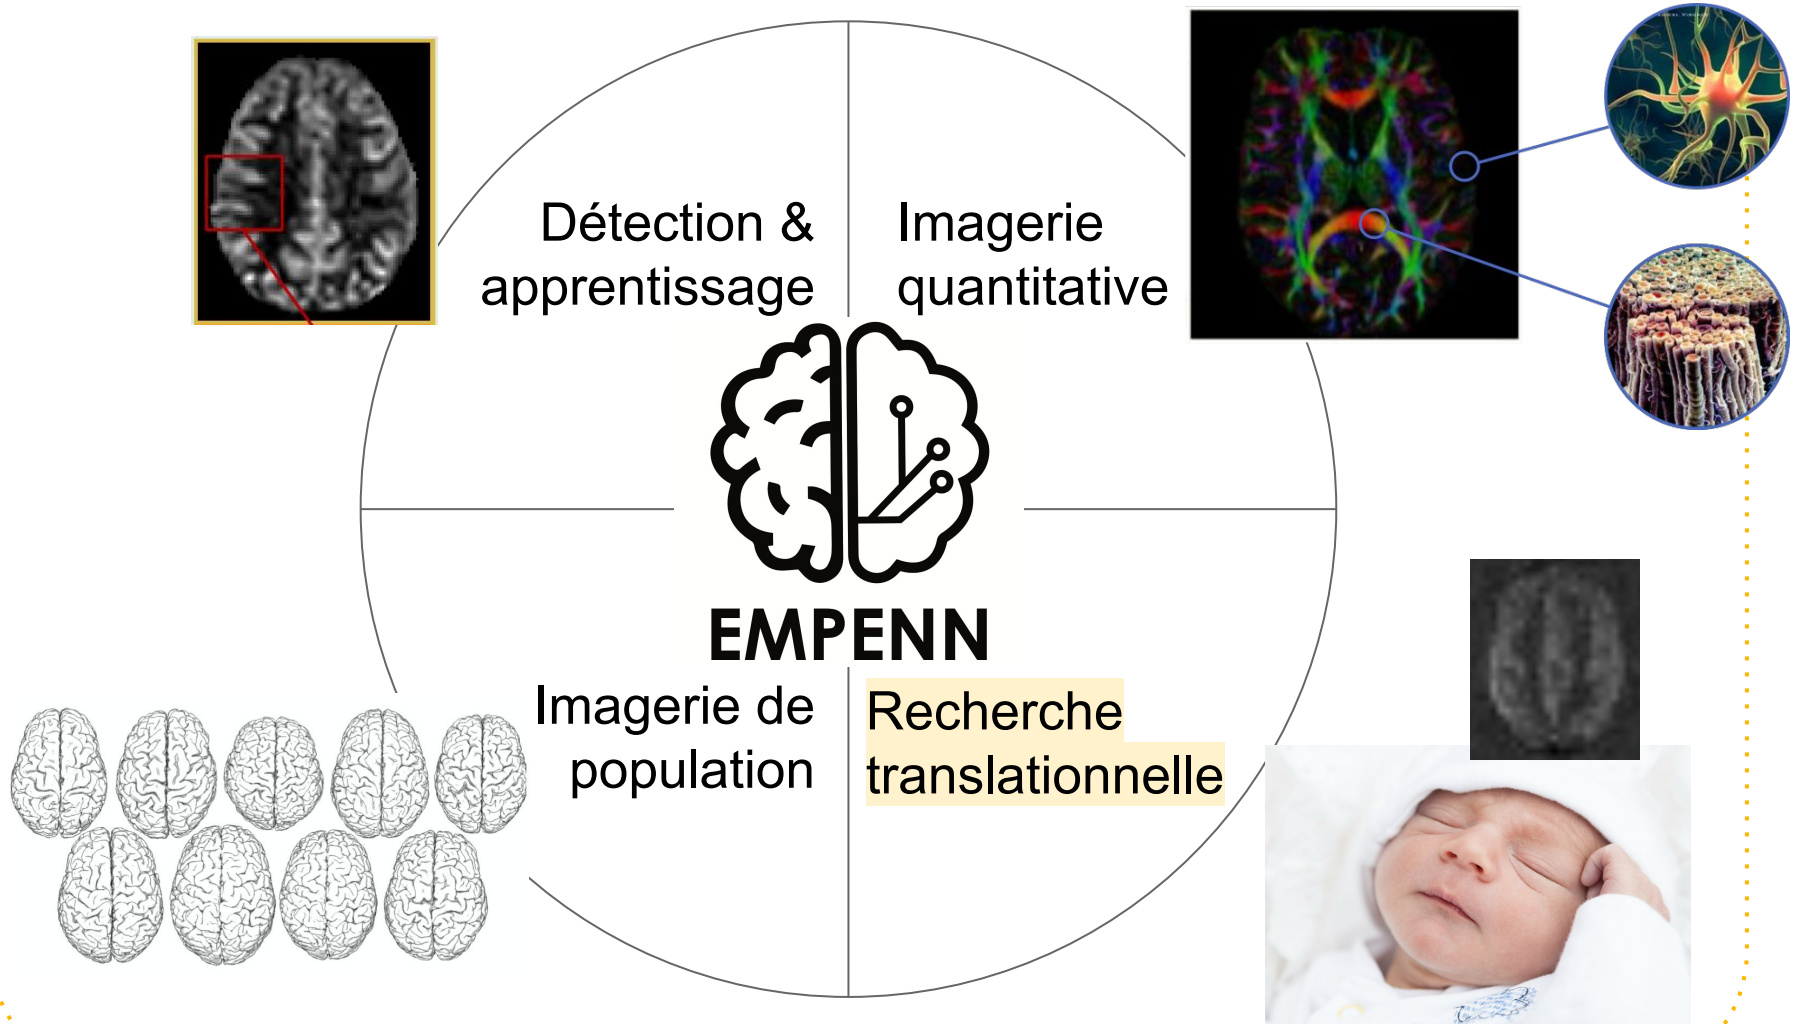 Détection &
apprentissage
Imagerie
quantitative
EMPENN
Imagerie de
population
Recherche
translationnelle